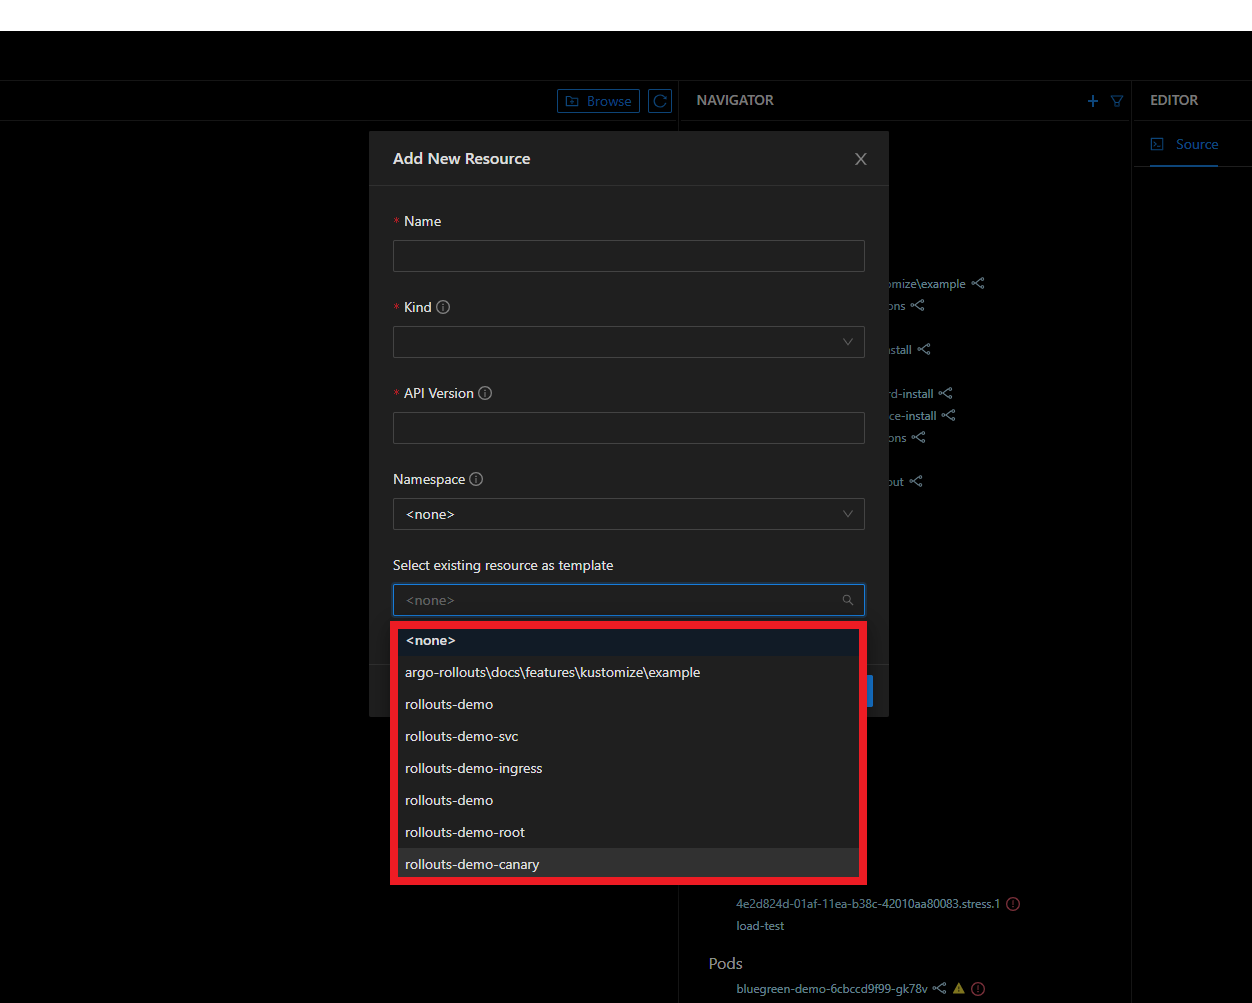 Browse
NAVIGATOR
EDITOR
Source
Add New Resource
* Name
* Kind
* API Version
Namespace
<none>
Select existing resource as template
<none>
<none>
argo-rollouts\docs\features\kustomize\example
rollouts-demo
rollouts-demo-svc
rollouts-demo-ingress
rollouts-demo
rollouts-demo-root
rollouts-demo-canary
omize\example
ons
nstall
rd-install
ce-install
ons
out
4e2d824d-01af-11ea-b38c-42010aa80083.stress.1
load-test
Pods
bluegreen-demo-6cbccd9f99-gk78v